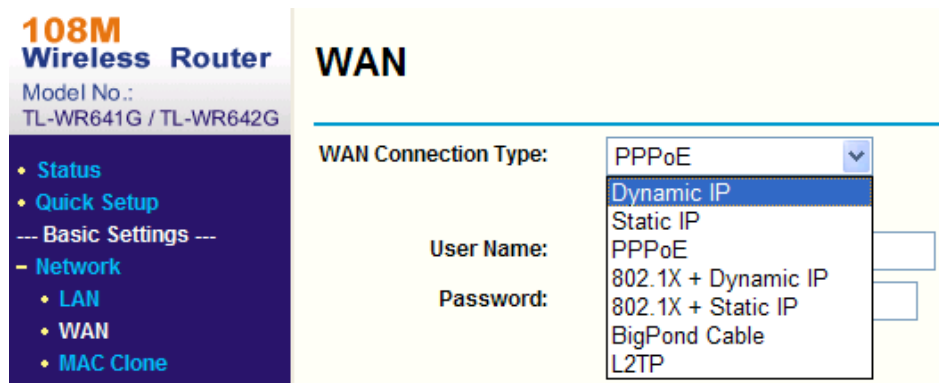 108M
Wireless Router
Model No.:
TL-WR641G / TL-WR642G
• Status
• Quick Setup
--- Basic Settings ---
– Network
• LAN
• WAN
• MAC Clone
WAN
WAN Connection Type:
PPPoE
Dynamic IP
Static IP
PPPoE
802.1X + Dynamic IP
802.1X + Static IP
BigPond Cable
L2TP
User Name:
Password: